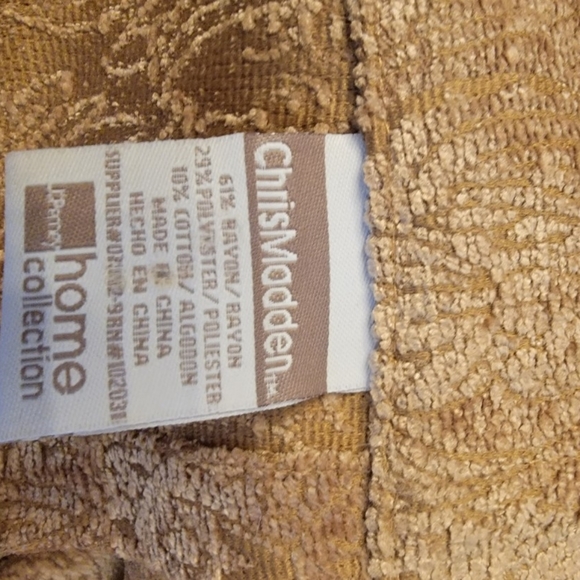 ChrisMadden™
61% RAYON/RAYON
29% POLYESTER/POLIESTER
10% COTTON/ALGODON
MADE IN CHINA
HECHO EN CHINA
JCPenney
home
collection